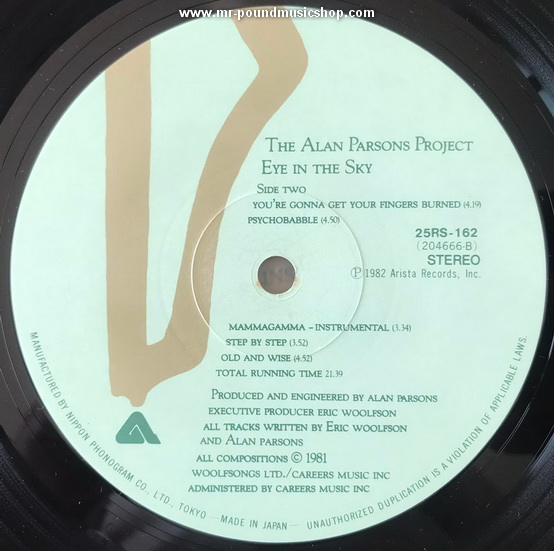 www.mr-poundmusicshop.com
The Alan Parsons Project
Eye in the Sky
Side Two
You're gonna get your fingers burned (4.19)
Psychobabble (4.50)
25RS-162
(204666-B)
STEREO
Ⓟ 1982 Arista Records, Inc.
Mammagamma – Instrumental (3.34)
Step by Step (3.52)
Old and Wise (4.52)
Total Running Time 21.39
Produced and engineered by Alan Parsons
Executive producer Eric Woolfson
All tracks written by Eric Woolfson
and Alan Parsons
All compositions © 1981
Woolfsongs Ltd./Careers Music Inc
Administered by Careers Music Inc
MANUFACTURED BY NIPPON PHONOGRAM CO., LTD., TOKYO — MADE IN JAPAN — UNAUTHORIZED DUPLICATION IS A VIOLATION OF APPLICABLE LAWS.